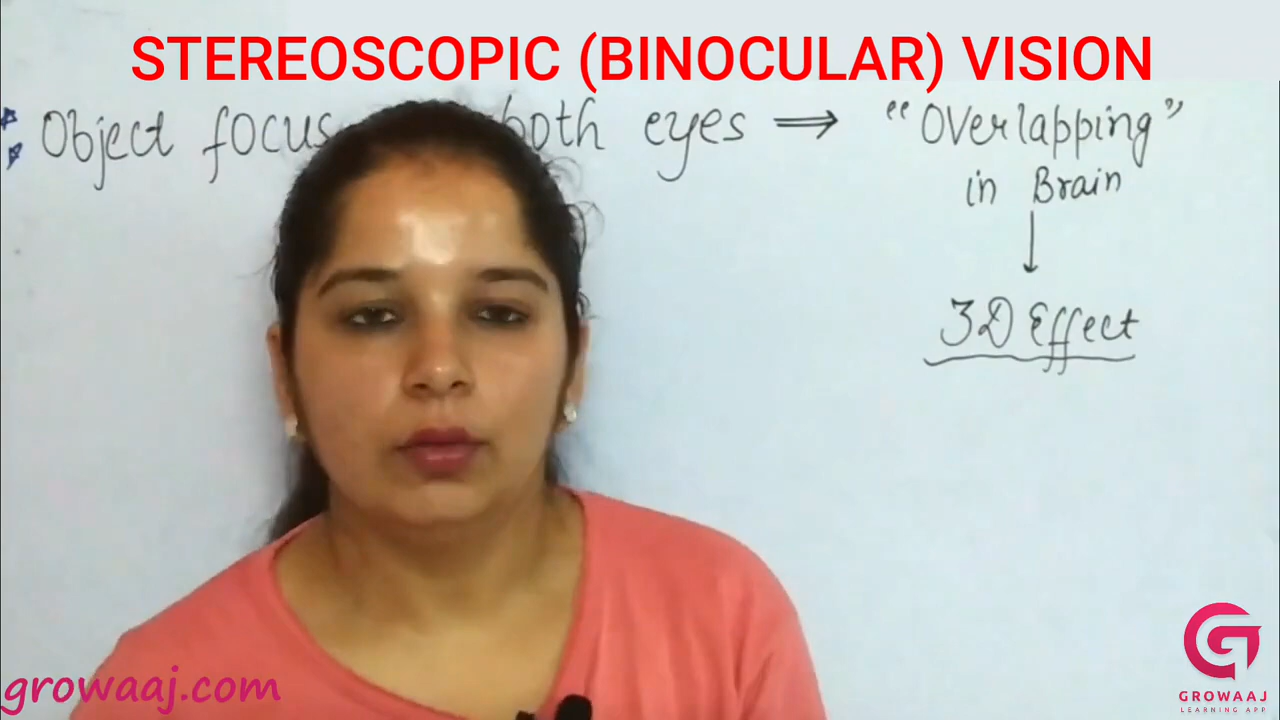 STEREOSCOPIC (BINOCULAR) VISION
Object focus both eyes ⇒ "Overlapping"
in Brain
↓
3D Effect
growaaj.com
GROWAAJ
LEARNING APP